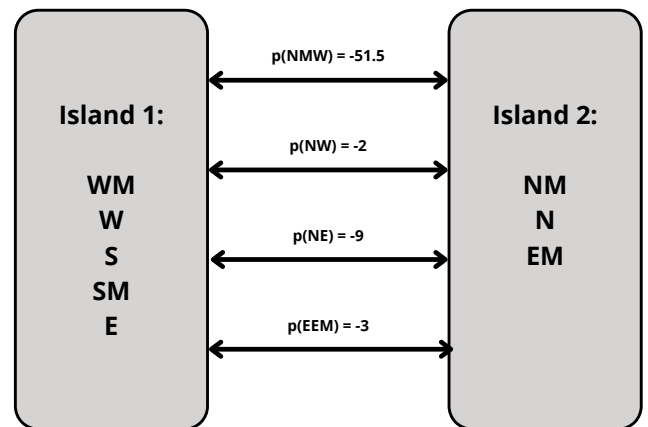 Island 1:
WM
W
S
SM
E
p(NMW) = -51.5
p(NW) = -2
p(NE) = -9
p(EEM) = -3
Island 2:
NM
N
EM